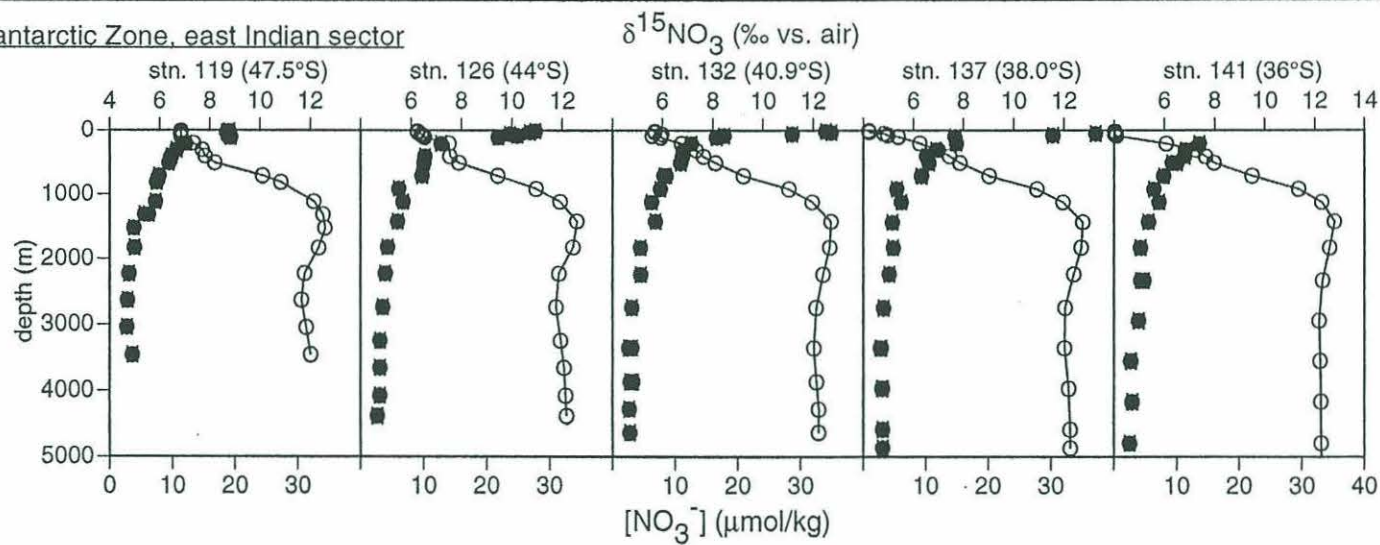 antarctic Zone, east Indian sector
δ15NO3 (‰ vs. air)
stn. 119 (47.5°S) stn. 126 (44°S) stn. 132 (40.9°S) stn. 137 (38.0°S) stn. 141 (36°S)
4 6 8 10 12 6 8 10 12 6 8 10 12 6 8 10 12 6 8 10 12 14
0
1000
2000
3000
4000
5000
depth (m)
0 10 20 30 10 20 30 10 20 30 10 20 30 10 20 30 40
[NO3-] (μmol/kg)